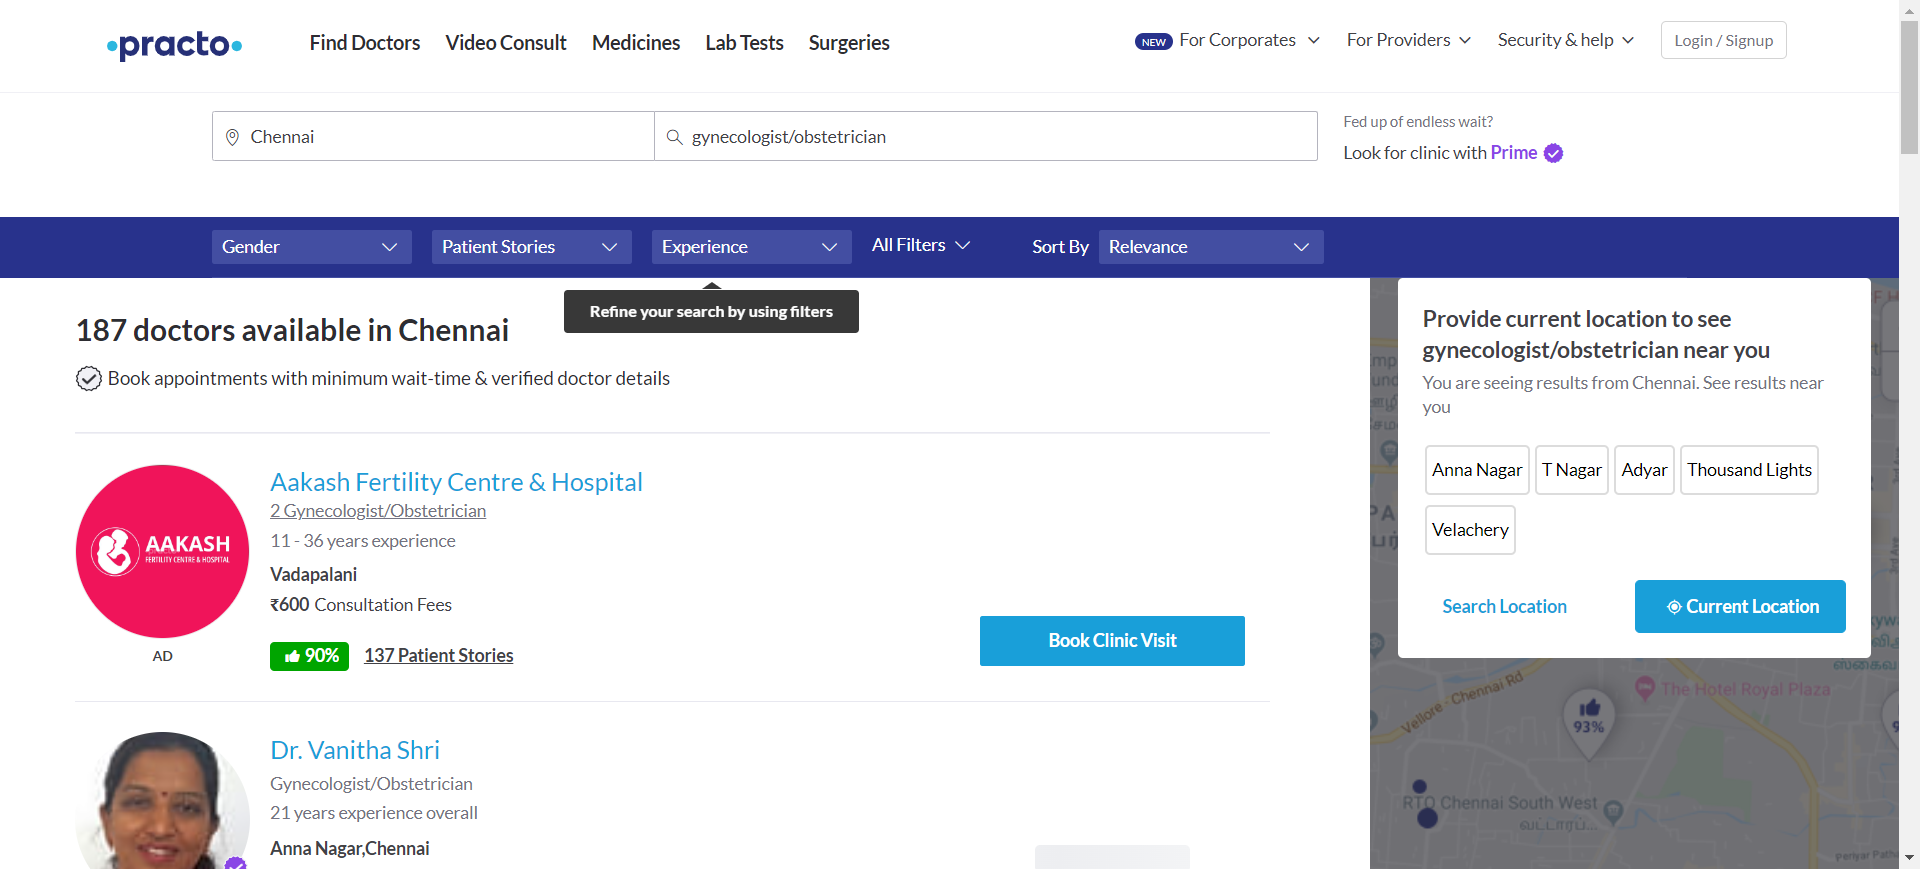 practo
Find Doctors
Video Consult
Medicines
Lab Tests
Surgeries
NEW For Corporates
For Providers
Security & help
Login / Signup
Chennai
gynecologist/obstetrician
Fed up of endless wait?
Look for clinic with Prime
Gender
Patient Stories
Experience
All Filters
Sort By
Relevance
Refine your search by using filters
187 doctors available in Chennai
Book appointments with minimum wait-time & verified doctor details
AAKASH
FERTILITY CENTRE & HOSPITAL
AD
Aakash Fertility Centre & Hospital
2 Gynecologist/Obstetrician
11 - 36 years experience
Vadapalani
₹600 Consultation Fees
90%
137 Patient Stories
Book Clinic Visit
Dr. Vanitha Shri
Gynecologist/Obstetrician
21 years experience overall
Anna Nagar,Chennai
Provide current location to see
gynecologist/obstetrician near you
You are seeing results from Chennai. See results near
you
Anna Nagar
T Nagar
Adyar
Thousand Lights
Velachery
Search Location
Current Location
Vellore - Chennai Rd
The Hotel Royal Plaza
93%
RTO Chennai South West
வட்டாரப்...